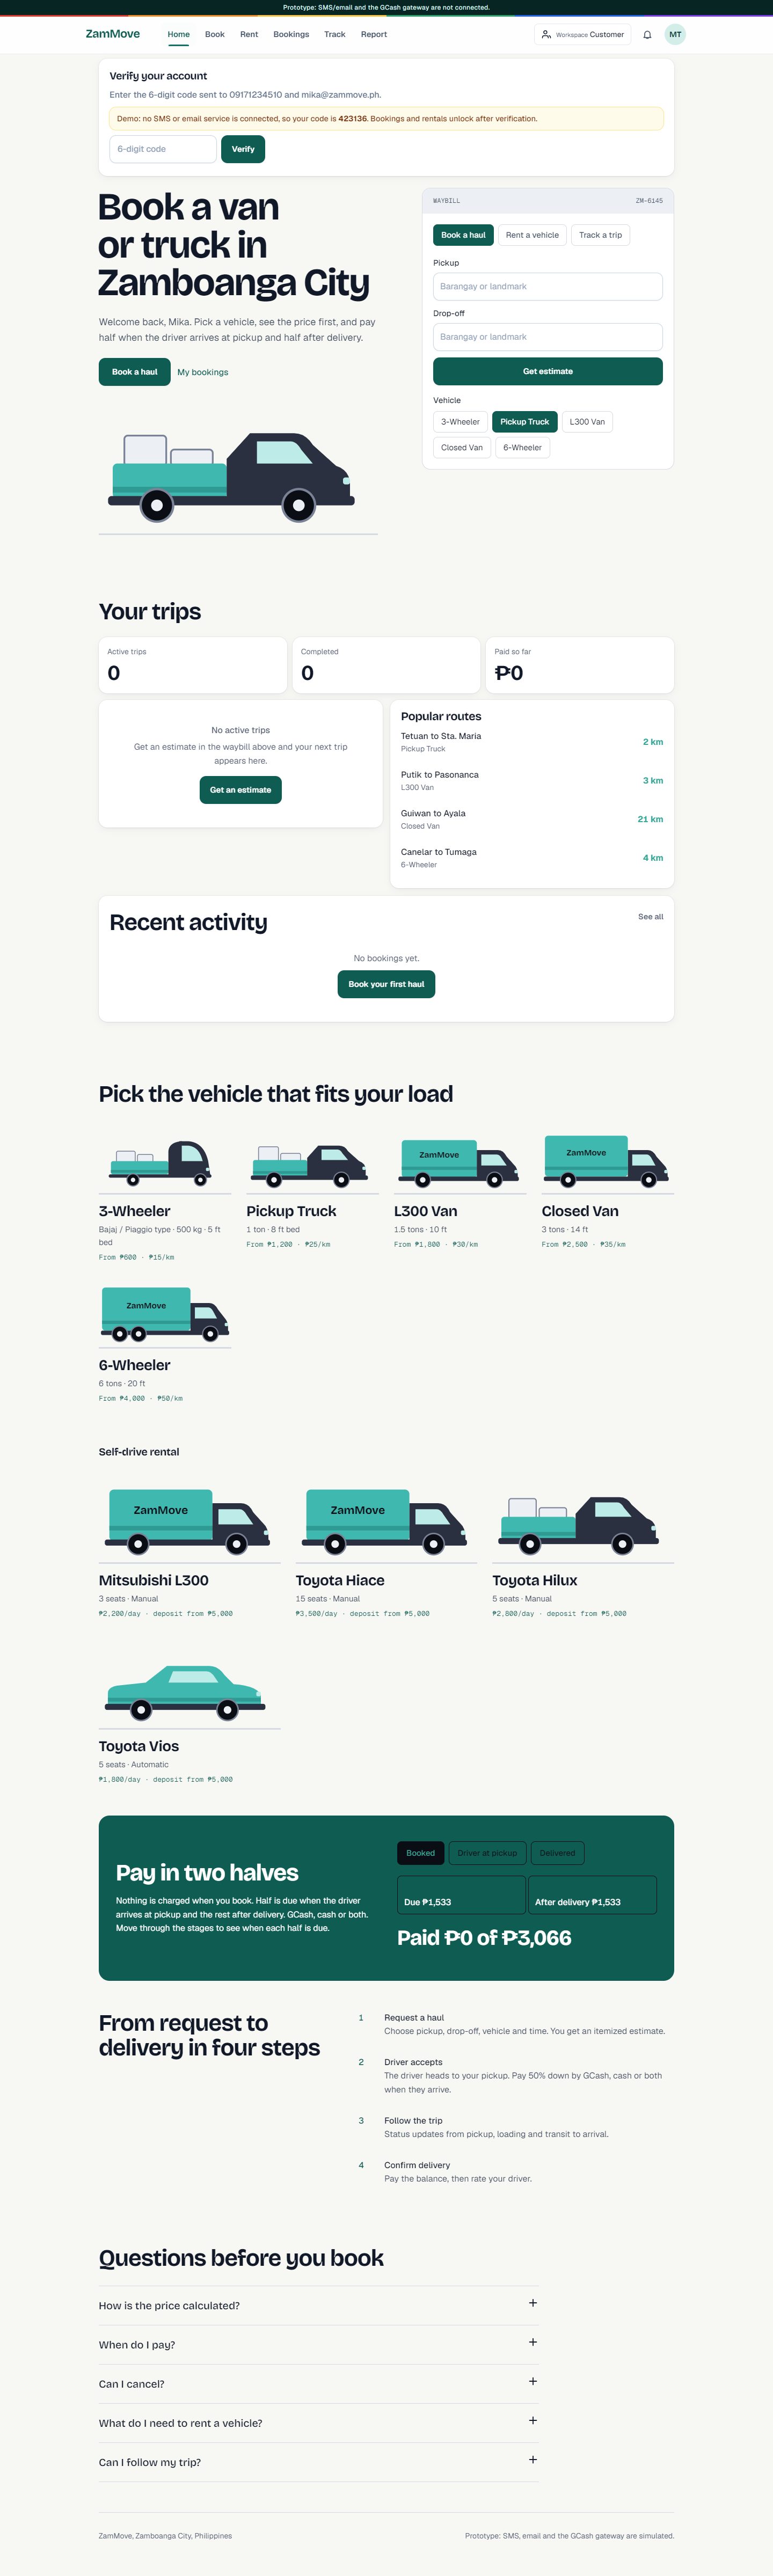 Prototype: SMS/email and the GCash gateway are not connected.
ZamMove Home Book Rent Bookings Track Report Workspace Customer MT
Verify your account
Enter the 6-digit code sent to 09171234510 and mika@zammove.ph.
Demo: no SMS or email service is connected, so your code is 423136. Bookings and rentals unlock after verification.
6-digit code Verify
Book a van
or truck in
Zamboanga City
Welcome back, Mika. Pick a vehicle, see the price first, and pay
half when the driver arrives at pickup and half after delivery.
Book a haul My bookings
WAYBILL ZM-6145
Book a haul Rent a vehicle Track a trip
Pickup
Barangay or landmark
Drop-off
Barangay or landmark
Get estimate
Vehicle
3-Wheeler Pickup Truck L300 Van
Closed Van 6-Wheeler
Your trips
Active trips
0
Completed
0
Paid so far
₱0
No active trips
Get an estimate in the waybill above and your next trip
appears here.
Get an estimate
Popular routes
Tetuan to Sta. Maria
Pickup Truck
2 km
Putik to Pasonanca
L300 Van
3 km
Guiwan to Ayala
Closed Van
21 km
Canelar to Tumaga
6-Wheeler
4 km
Recent activity See all
No bookings yet.
Book your first haul
Pick the vehicle that fits your load
3-Wheeler
Bajaj / Piaggio type · 500 kg · 5 ft
bed
From ₱600 · ₱15/km
Pickup Truck
1 ton · 8 ft bed
From ₱1,200 · ₱25/km
ZamMove
L300 Van
1.5 tons · 10 ft
From ₱1,800 · ₱30/km
ZamMove
Closed Van
3 tons · 14 ft
From ₱2,500 · ₱35/km
ZamMove
6-Wheeler
6 tons · 20 ft
From ₱4,000 · ₱50/km
Self-drive rental
ZamMove
Mitsubishi L300
3 seats · Manual
₱2,200/day · deposit from ₱5,000
ZamMove
Toyota Hiace
15 seats · Manual
₱3,500/day · deposit from ₱5,000
Toyota Hilux
5 seats · Manual
₱2,800/day · deposit from ₱5,000
Toyota Vios
5 seats · Automatic
₱1,800/day · deposit from ₱5,000
Pay in two halves
Nothing is charged when you book. Half is due when the driver
arrives at pickup and the rest after delivery. GCash, cash or both.
Move through the stages to see when each half is due.
Booked Driver at pickup Delivered
Due ₱1,533 After delivery ₱1,533
Paid ₱0 of ₱3,066
From request to
delivery in four steps
1 Request a haul
Choose pickup, drop-off, vehicle and time. You get an itemized estimate.
2 Driver accepts
The driver heads to your pickup. Pay 50% down by GCash, cash or both
when they arrive.
3 Follow the trip
Status updates from pickup, loading and transit to arrival.
4 Confirm delivery
Pay the balance, then rate your driver.
Questions before you book
How is the price calculated? +
When do I pay? +
Can I cancel? +
What do I need to rent a vehicle? +
Can I follow my trip? +
ZamMove, Zamboanga City, Philippines Prototype: SMS, email and the GCash gateway are simulated.